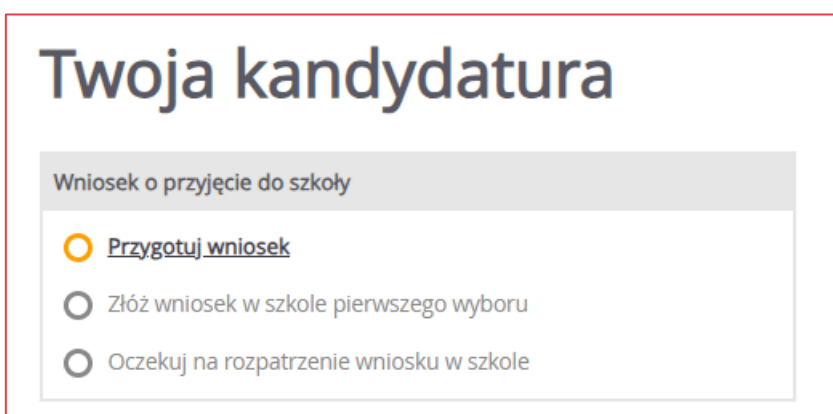 Twoja kandydatura
Wniosek o przyjęcie do szkoły
Przygotuj wniosek
Złóż wniosek w szkole pierwszego wyboru
Oczekuj na rozpatrzenie wniosku w szkole